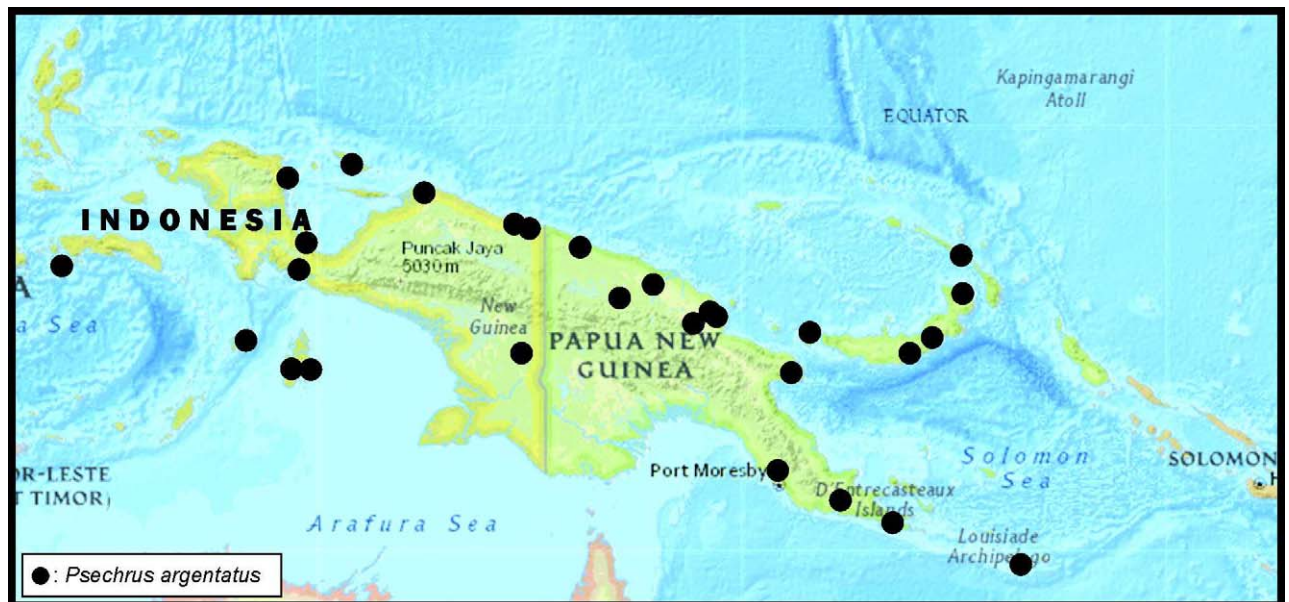 Kapingamarangi
Atoll
EQUATOR
INDONESIA
Puncak Jaya
5030 m
New
Guinea
PAPUA NEW
GUINEA
A
a Sea
OR-LESTE
T TIMOR)
Port Moresby
D'Entrecasteaux
Islands
Solomon
Sea
SOLOMON
H
Arafura Sea
Louisiade
Archipelago
: Psechrus argentatus